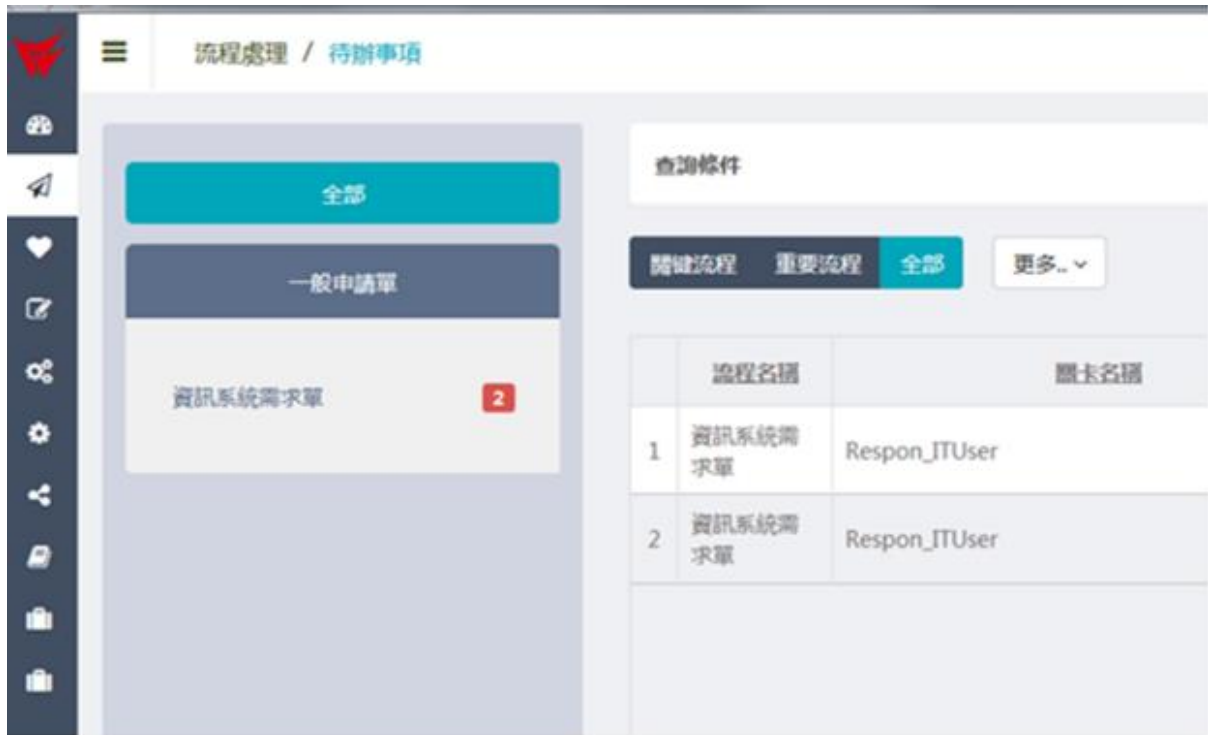 流程處理 / 待辦事項
全部
一般申請單
資訊系統需求單 2
查詢條件
關鍵流程 重要流程 全部 更多.. 
流程名稱 關卡名稱
1 資訊系統需
求單 Respon_ITUser
2 資訊系統需
求單 Respon_ITUser